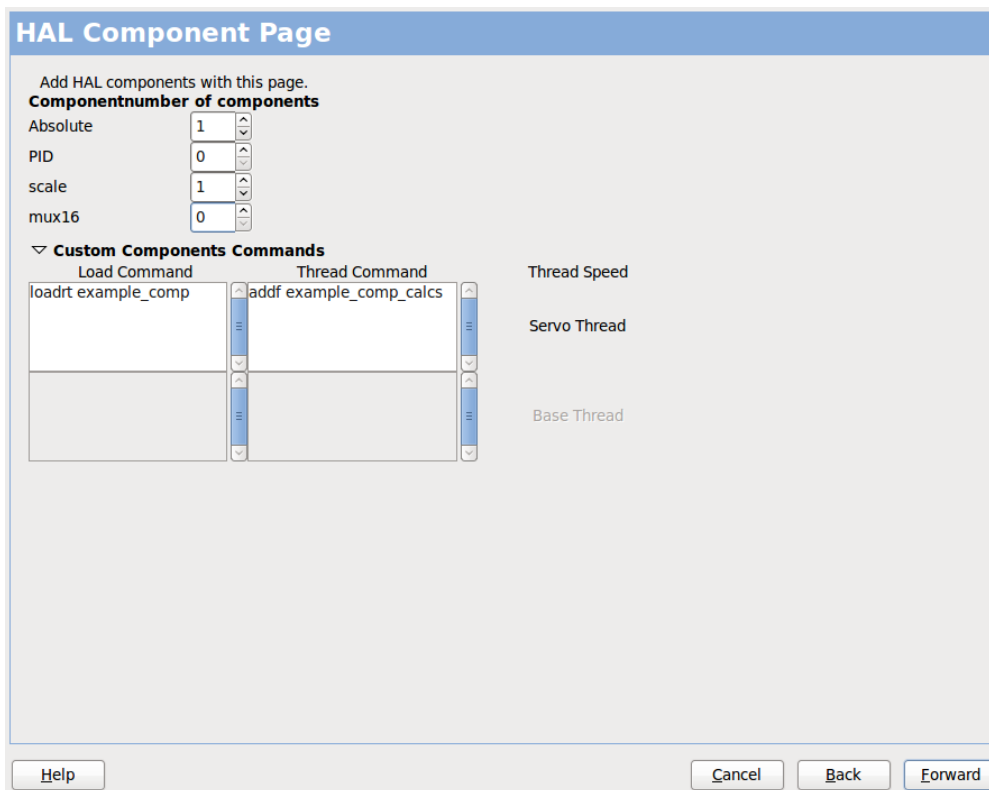 HAL Component Page
Add HAL components with this page.
Componentnumber of components
Absolute 1
PID 0
scale 1
mux16 0
Custom Components Commands
Load Command Thread Command Thread Speed
loadrt example_comp addf example_comp_calcs
Servo Thread
Base Thread
Help Cancel Back Forward